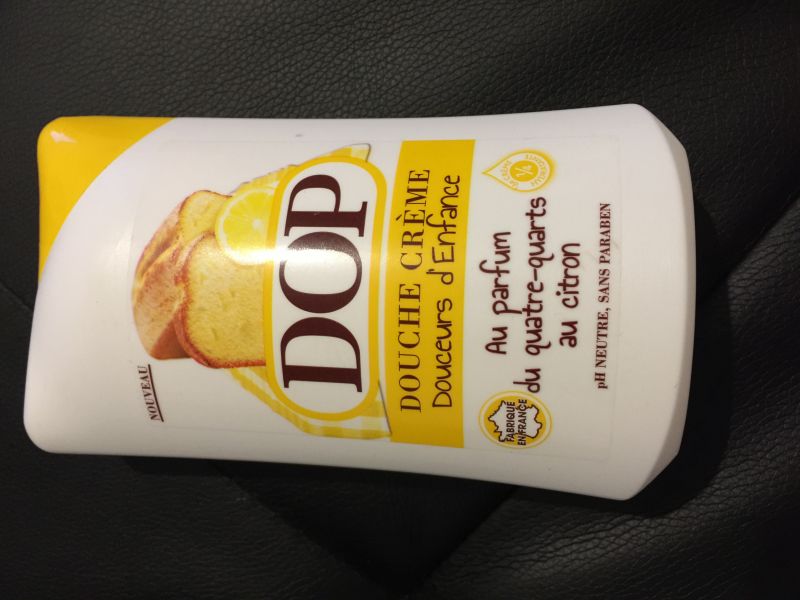 NOUVEAU
DOP
DOUCHE CRÈME
Douceurs d'Enfance
Au parfum
du quatre-quarts
au citron
FABRIQUÉ
EN FRANCE
pH NEUTRE, SANS PARABEN